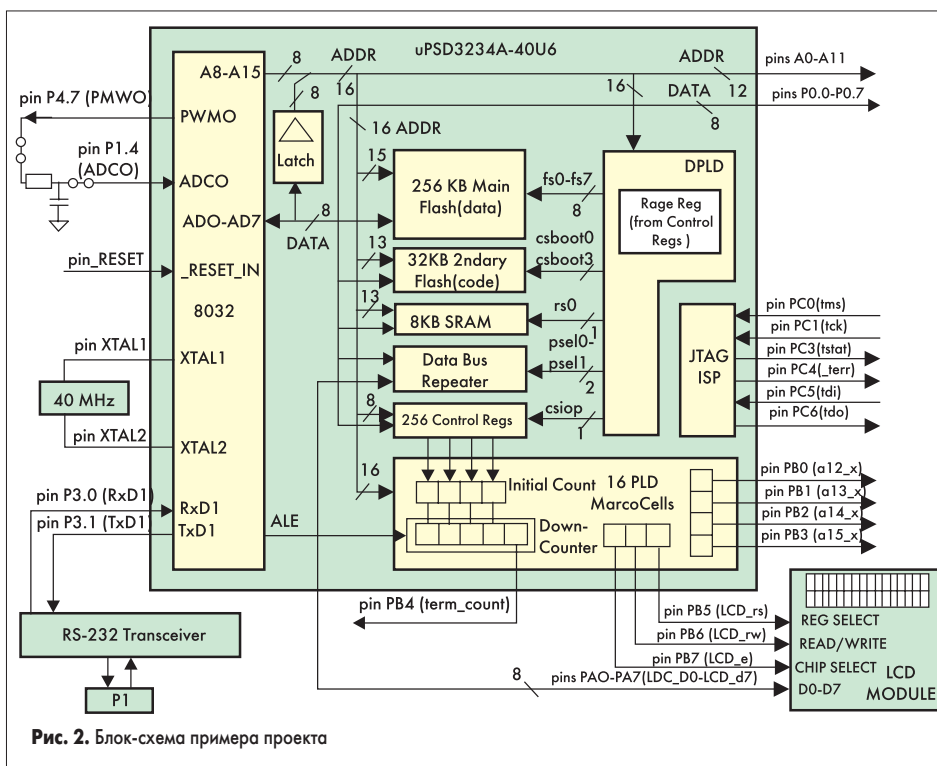 uPSD3234A-40U6
A8-A15
8
ADDR
16
ADDR
12
pins A0-A11
pin P4.7 (PMWO)
PWMO
8
16
DATA
8
pins P0.0-P0.7
16 ADDR
Latch
pin P1.4
(ADCO)
ADCO
ADO-AD7
8
DATA
15
256 KB Main
Flash(data)
fs0-fs7
8
DPLD
Rage Reg
(from Control
Regs )
pin_RESET
_RESET_IN
8032
13
32KB 2ndary
Flash(code)
csboot0
csboot3
13
8KB SRAM
rs0
1
pin XTAL1
XTAL1
40 MHz
pin XTAL2
XTAL2
Data Bus
Repeater
psel0-
psel1
2
8
256 Control Regs
csiop
1
JTAG
ISP
pin PC0(tms)
pin PC1(tck)
pin PC3(tstat)
pin PC4(_terr)
pin PC5(tdi)
pin PC6(tdo)
16
Initial Count
16 PLD
MarcoCells
Down-
Counter
pin PB0 (a12_x)
pin PB1 (a13_x)
pin PB2 (a14_x)
pin PB3 (a15_x)
pin P3.0 (RxD1)
RxD1
pin P3.1 (TxD1)
TxD1
ALE
pin PB4 (term_count)
RS-232 Transceiver
P1
pin PB5 (LCD_rs)
pin PB6 (LCD_rw)
pin PB7 (LCD_e)
8
pins PAO-PA7(LDC_D0-LCD_d7)
REG SELECT
READ/WRITE
CHIP SELECT
D0-D7
LCD
MODULE
Рис. 2. Блок-схема примера проекта